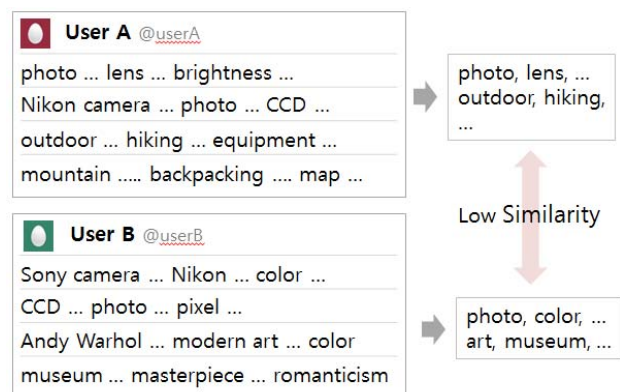 User A @userA
photo ... lens ... brightness ...
Nikon camera ... photo ... CCD ...
outdoor ... hiking ... equipment ...
mountain ..... backpacking .... map ...
photo, lens, ...
outdoor, hiking,
...
Low Similarity
User B @userB
Sony camera ... Nikon ... color ...
CCD ... photo ... pixel ...
Andy Warhol ... modern art ... color
museum ... masterpiece ... romanticism
photo, color, ...
art, museum, ...